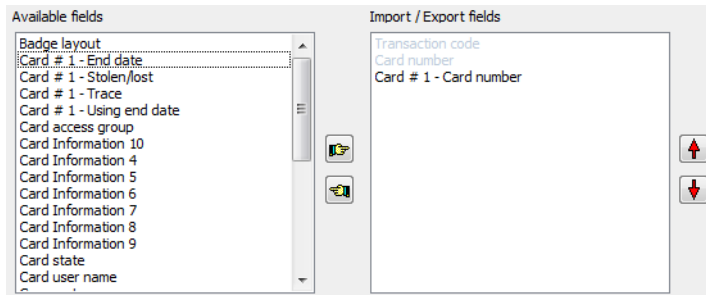 Available fields
Badge layout
Card # 1 - End date
Card # 1 - Stolen/lost
Card # 1 - Trace
Card # 1 - Using end date
Card access group
Card Information 10
Card Information 4
Card Information 5
Card Information 6
Card Information 7
Card Information 8
Card Information 9
Card state
Card user name
Import / Export fields
Transaction code
Card number
Card # 1 - Card number